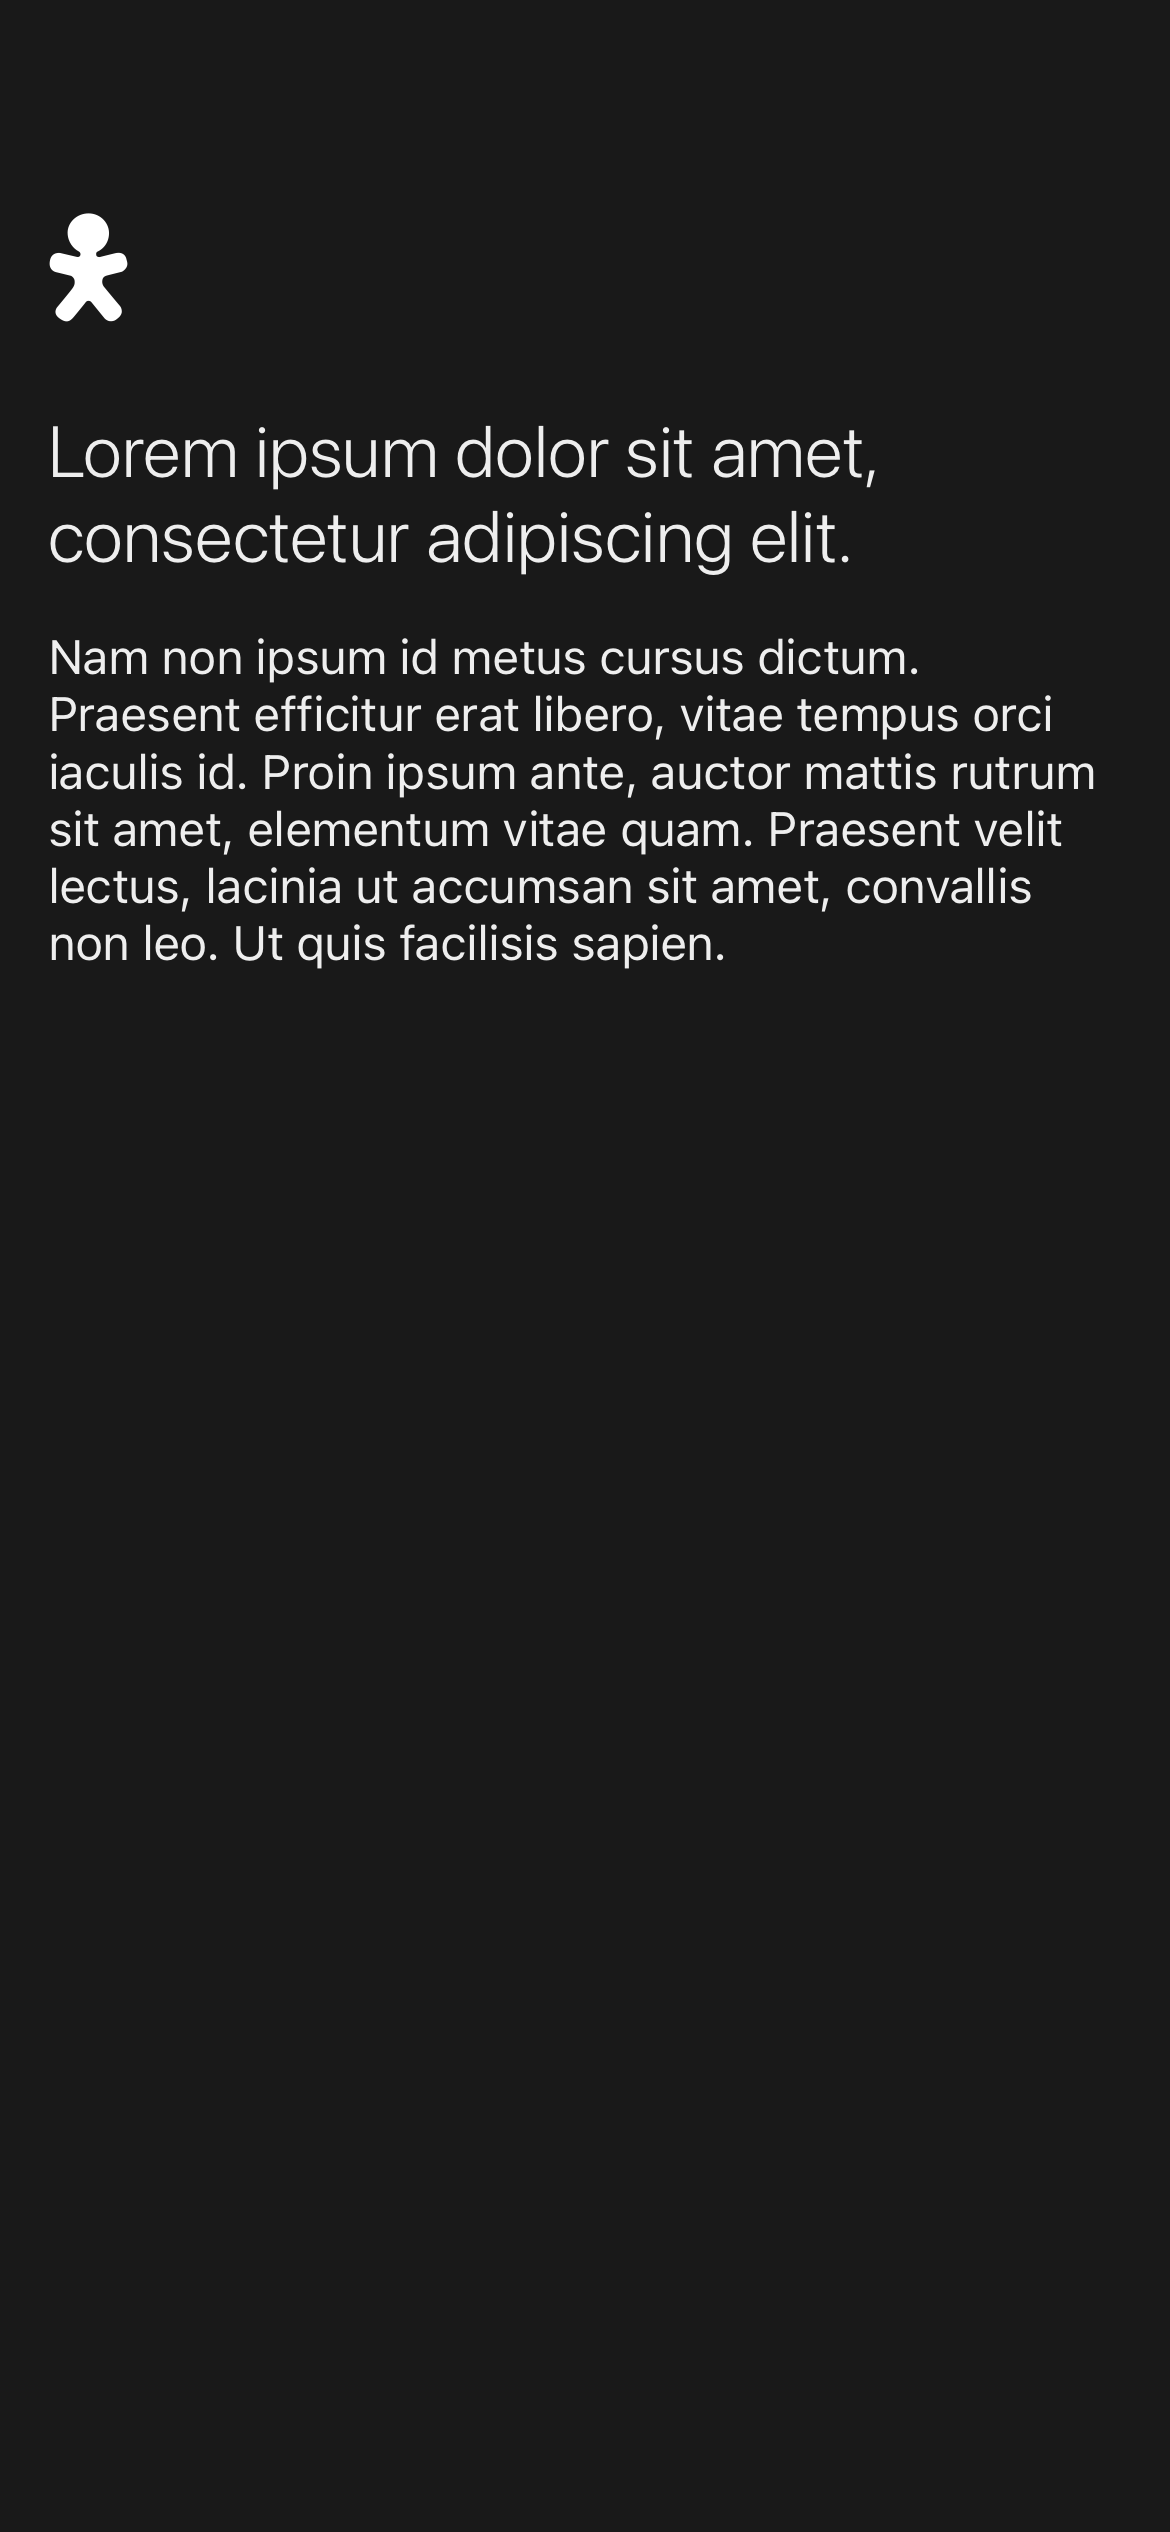 Lorem ipsum dolor sit amet,
consectetur adipiscing elit.
Nam non ipsum id metus cursus dictum.
Praesent efficitur erat libero, vitae tempus orci
iaculis id. Proin ipsum ante, auctor mattis rutrum
sit amet, elementum vitae quam. Praesent velit
lectus, lacinia ut accumsan sit amet, convallis
non leo. Ut quis facilisis sapien.